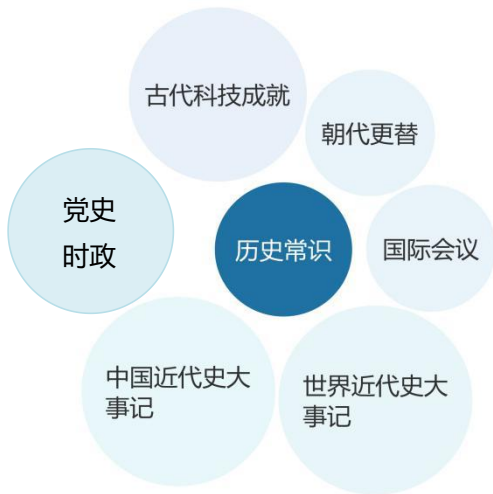 古代科技成就
朝代更替
党史
时政
历史常识
国际会议
中国近代史大
事记
世界近代史大
事记